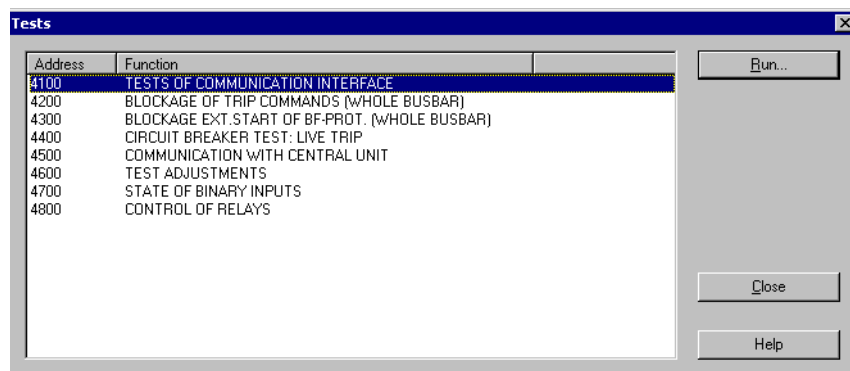 Tests
Address Function
Run...
4100 TESTS OF COMMUNICATION INTERFACE
4200 BLOCKAGE OF TRIP COMMANDS (WHOLE BUSBAR)
4300 BLOCKAGE EXT.START OF BF-PROT. (WHOLE BUSBAR)
4400 CIRCUIT BREAKER TEST: LIVE TRIP
4500 COMMUNICATION WITH CENTRAL UNIT
4600 TEST ADJUSTMENTS
4700 STATE OF BINARY INPUTS
4800 CONTROL OF RELAYS
Close
Help